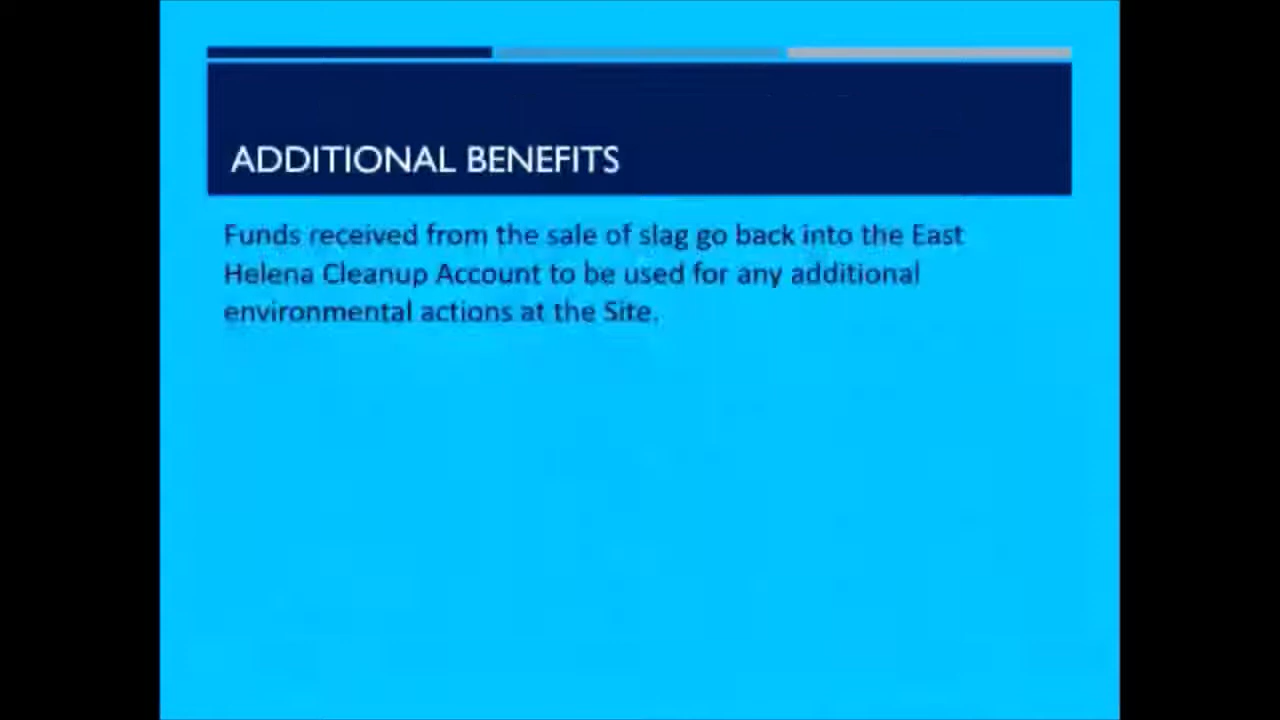 ADDITIONAL BENEFITS
Funds received from the sale of slag go back into the East
Helena Cleanup Account to be used for any additional
environmental actions at the Site.